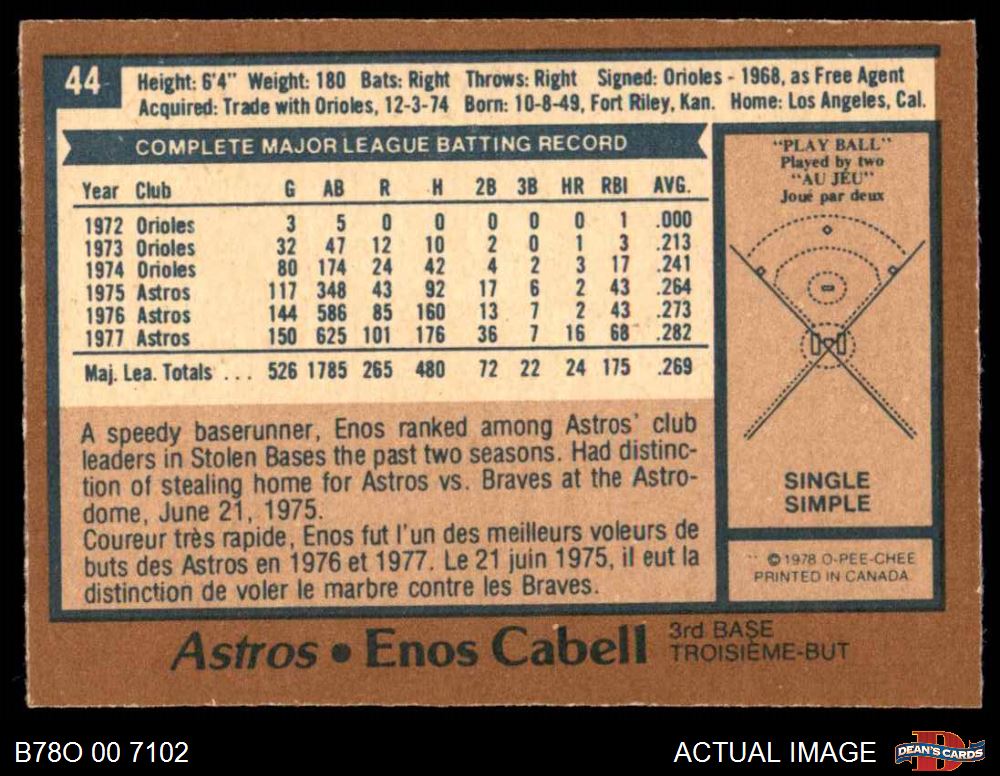 44
Height: 6'4" Weight: 180 Bats: Right Throws: Right Signed: Orioles - 1968, as Free Agent
Acquired: Trade with Orioles, 12-3-74 Born: 10-8-49, Fort Riley, Kan. Home: Los Angeles, Cal.
COMPLETE MAJOR LEAGUE BATTING RECORD
Year Club G AB R H 2B 3B HR RBI AVG.
1972 Orioles 3 5 0 0 0 0 0 1 .000
1973 Orioles 32 47 12 10 2 0 1 3 .213
1974 Orioles 80 174 24 42 4 2 3 17 .241
1975 Astros 117 348 43 92 17 6 2 43 .264
1976 Astros 144 586 85 160 13 7 2 43 .273
1977 Astros 150 625 101 176 36 7 16 68 .282
Maj. Lea. Totals ... 526 1785 265 480 72 22 24 175 .269
A speedy baserunner, Enos ranked among Astros' club
leaders in Stolen Bases the past two seasons. Had distinc-
tion of stealing home for Astros vs. Braves at the Astro-
dome, June 21, 1975.
Coureur très rapide, Enos fut l'un des meilleurs voleurs de
buts des Astros en 1976 et 1977. Le 21 juin 1975, il eut la
distinction de voler le marbre contre les Braves.
"PLAY BALL"
Played by two
"AU JEU"
Joué par deux
SINGLE
SIMPLE
© 1978 O-PEE-CHEE
PRINTED IN CANADA
Astros • Enos Cabell
3rd BASE
TROISIÈME-BUT
B78O 00 7102
ACTUAL IMAGE
DEAN'S CARDS